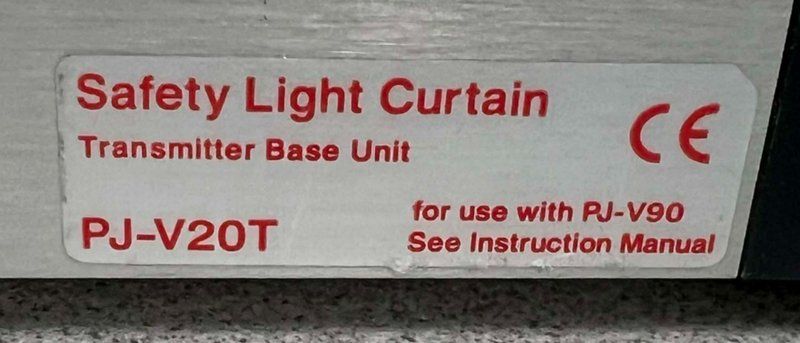 Safety Light Curtain
Transmitter Base Unit
CE
PJ-V20T
for use with PJ-V90
See Instruction Manual